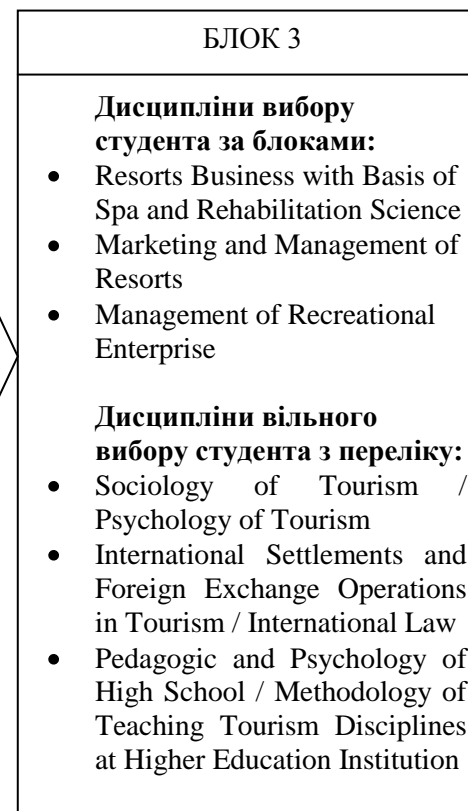 БЛОК 3
Дисципліни вибору
студента за блоками:
• Resorts Business with Basis of
Spa and Rehabilitation Science
• Marketing and Management of
Resorts
• Management of Recreational
Enterprise
Дисципліни вільного
вибору студента з переліку:
• Sociology of Tourism /
Psychology of Tourism
• International Settlements and
Foreign Exchange Operations
in Tourism / International Law
• Pedagogic and Psychology of
High School / Methodology of
Teaching Tourism Disciplines
at Higher Education Institution